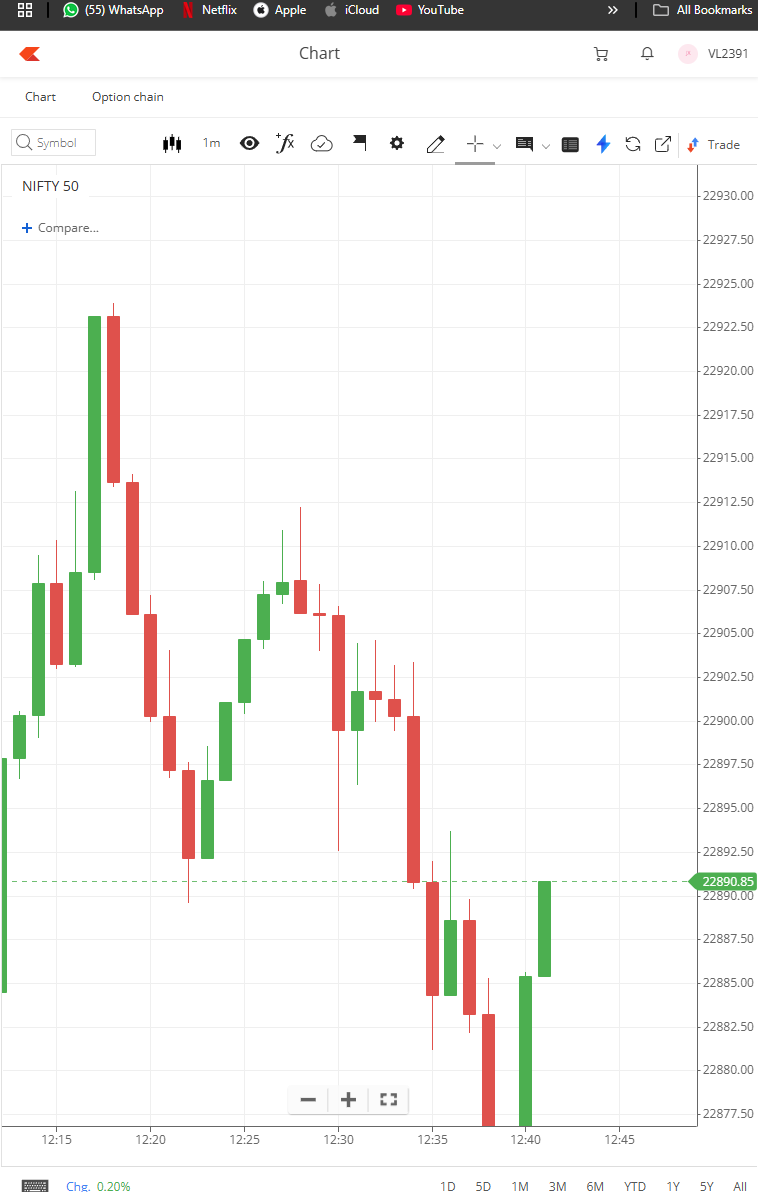 (55) WhatsApp Netflix Apple iCloud YouTube » All Bookmarks
Chart VL2391
Chart Option chain
Symbol 1m Trade
NIFTY 50
Compare...
22930.00
22927.50
22925.00
22922.50
22920.00
22917.50
22915.00
22912.50
22910.00
22907.50
22905.00
22902.50
22900.00
22897.50
22895.00
22892.50
22890.85
22890.00
22887.50
22885.00
22882.50
22880.00
22877.50
12:15 12:20 12:25 12:30 12:35 12:40 12:45
Chg. 0.20% 1D 5D 1M 3M 6M YTD 1Y 5Y All